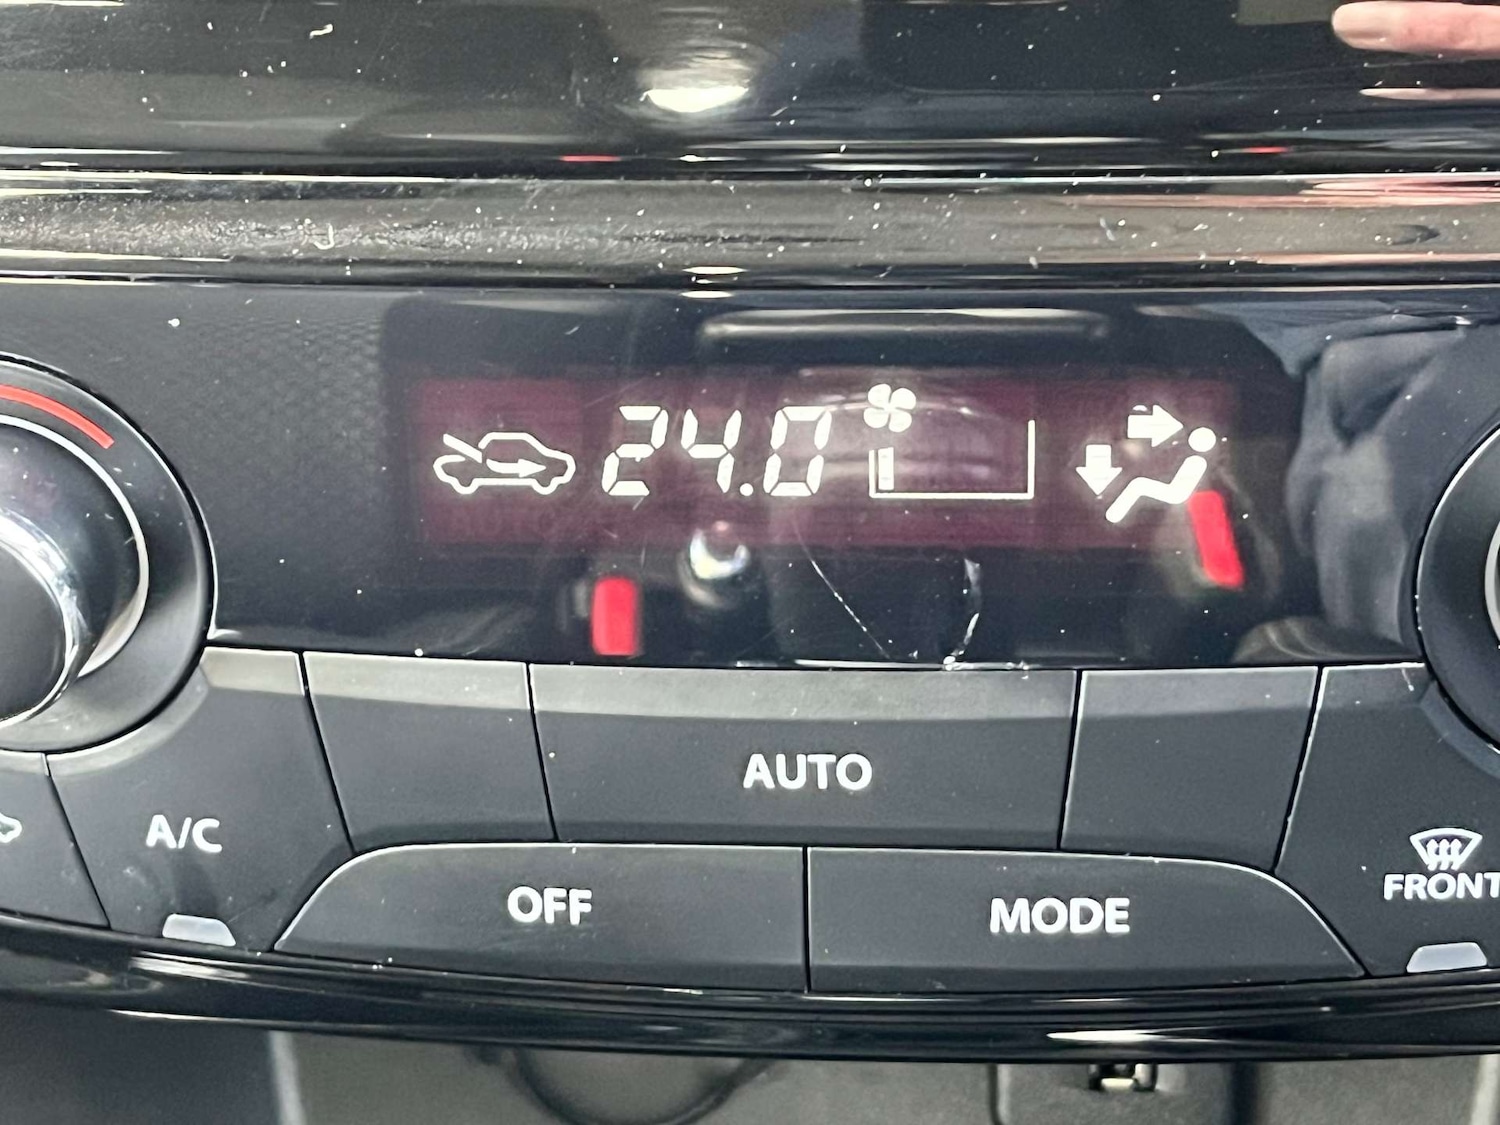 24.0
AUTO
A/C
OFF
MODE
FRONT